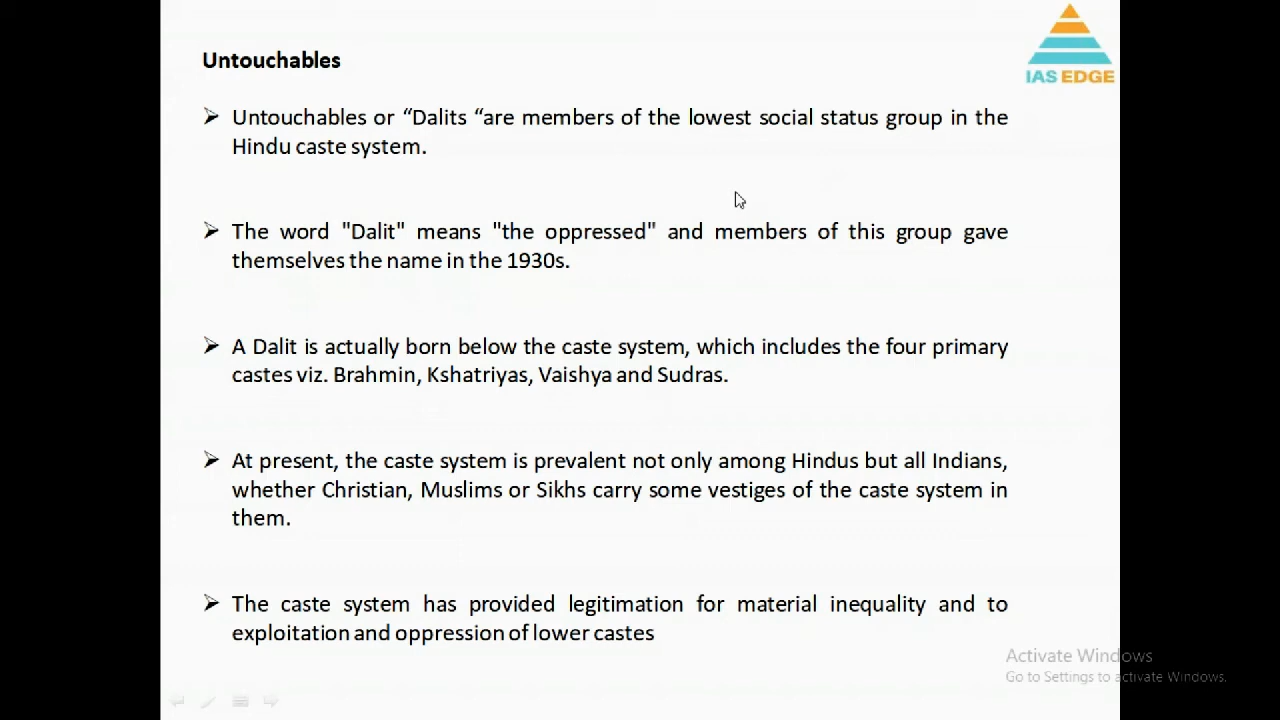 Untouchables
IAS EDGE
➢ Untouchables or “Dalits “are members of the lowest social status group in the
Hindu caste system.
➢ The word "Dalit" means "the oppressed" and members of this group gave
themselves the name in the 1930s.
➢ A Dalit is actually born below the caste system, which includes the four primary
castes viz. Brahmin, Kshatriyas, Vaishya and Sudras.
➢ At present, the caste system is prevalent not only among Hindus but all Indians,
whether Christian, Muslims or Sikhs carry some vestiges of the caste system in
them.
➢ The caste system has provided legitimation for material inequality and to
exploitation and oppression of lower castes
Activate Windows
Go to Settings to activate Windows.